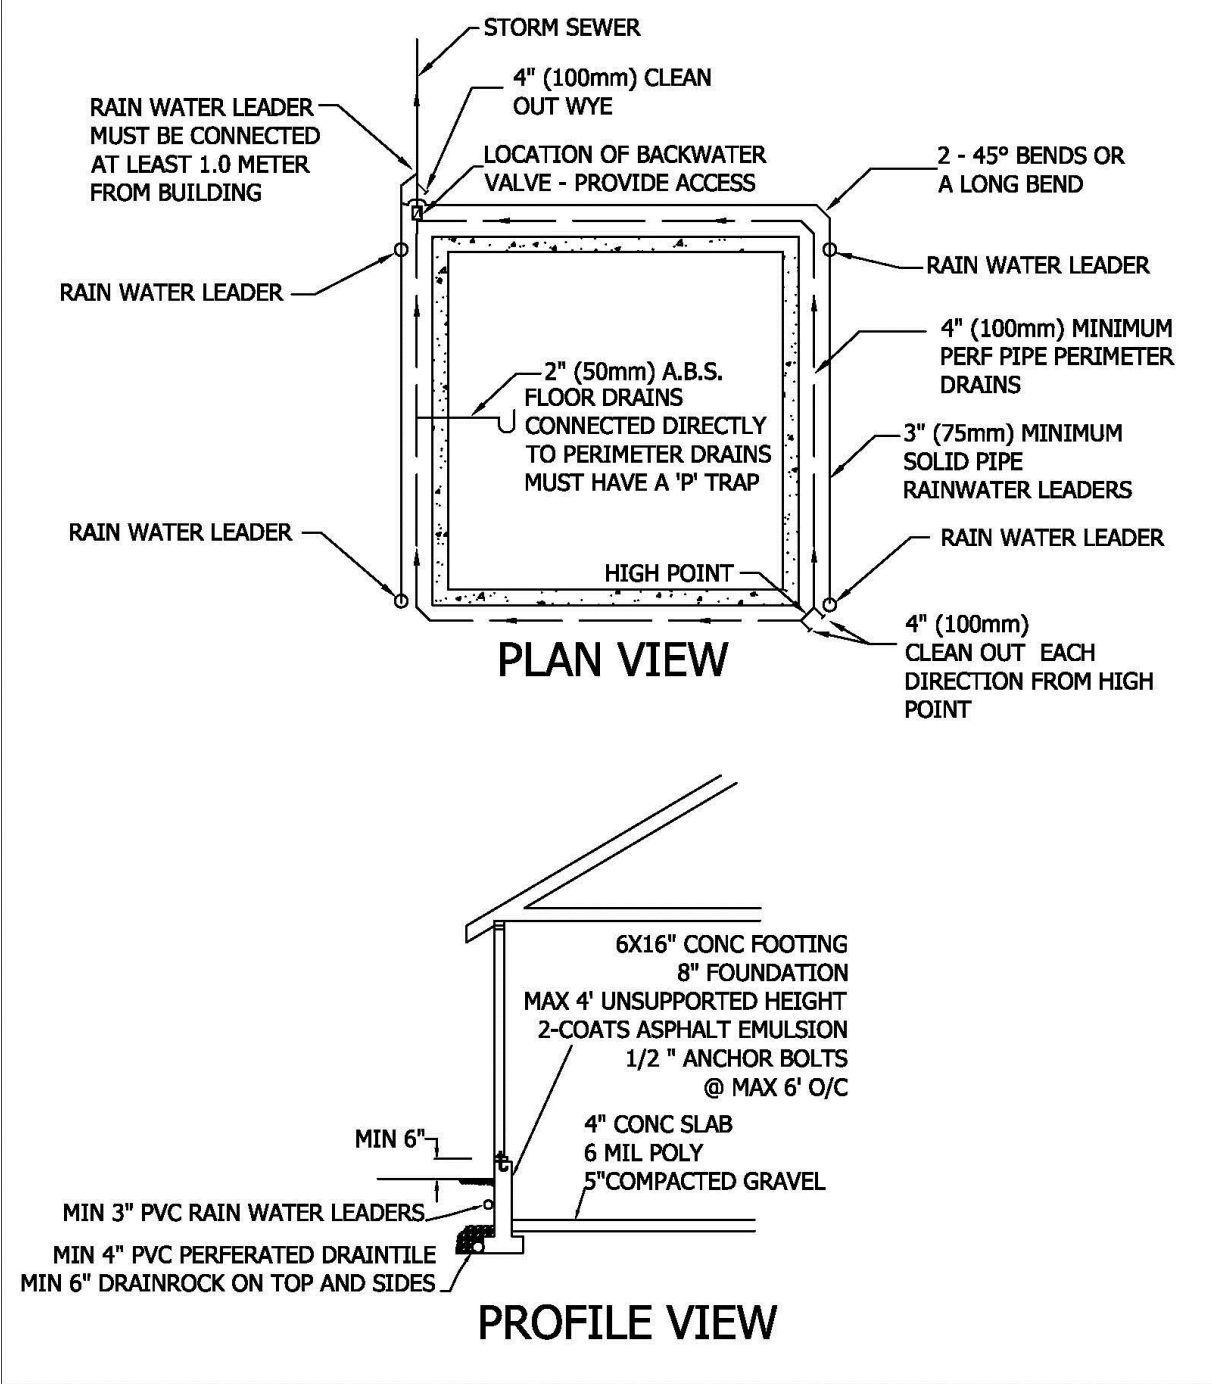 STORM SEWER
4" (100mm) CLEAN
OUT WYE
RAIN WATER LEADER
MUST BE CONNECTED
AT LEAST 1.0 METER
FROM BUILDING
LOCATION OF BACKWATER
VALVE - PROVIDE ACCESS
2 - 45° BENDS OR
A LONG BEND
RAIN WATER LEADER
RAIN WATER LEADER
4" (100mm) MINIMUM
PERF PIPE PERIMETER
DRAINS
2" (50mm) A.B.S.
FLOOR DRAINS
CONNECTED DIRECTLY
TO PERIMETER DRAINS
MUST HAVE A 'P' TRAP
3" (75mm) MINIMUM
SOLID PIPE
RAINWATER LEADERS
RAIN WATER LEADER
RAIN WATER LEADER
HIGH POINT
4" (100mm)
CLEAN OUT EACH
DIRECTION FROM HIGH
POINT
PLAN VIEW
6X16" CONC FOOTING
8" FOUNDATION
MAX 4' UNSUPPORTED HEIGHT
2-COATS ASPHALT EMULSION
1/2 " ANCHOR BOLTS
@ MAX 6' O/C
4" CONC SLAB
6 MIL POLY
5"COMPACTED GRAVEL
MIN 6"
MIN 3" PVC RAIN WATER LEADERS
MIN 4" PVC PERFERATED DRAINTILE
MIN 6" DRAINROCK ON TOP AND SIDES
PROFILE VIEW